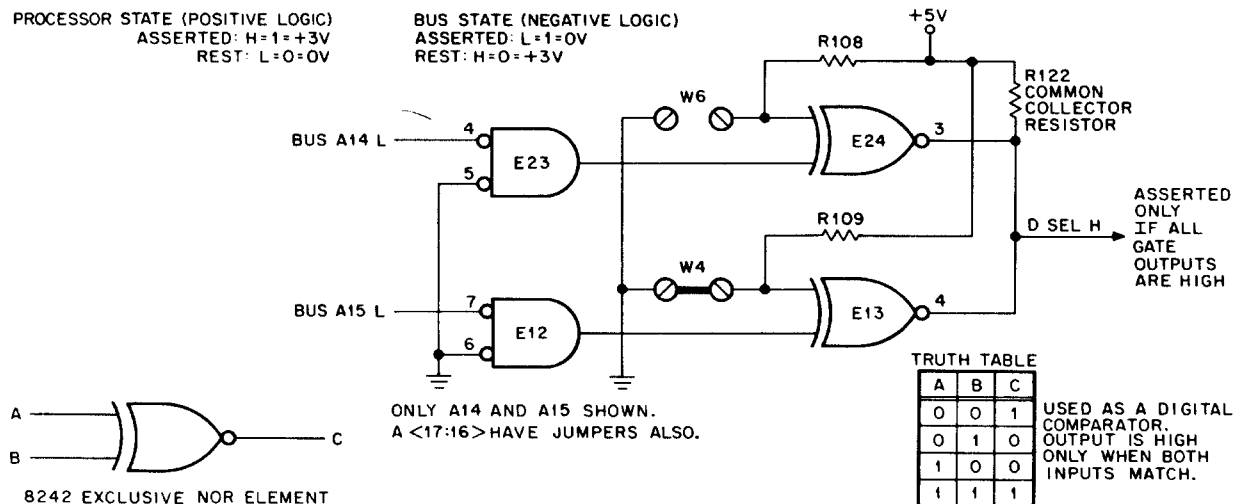 PROCESSOR STATE (POSITIVE LOGIC)
ASSERTED: H=1=+3V
REST: L=0=0V
BUS STATE (NEGATIVE LOGIC)
ASSERTED: L=1=0V
REST: H=0=+3V
+5V
R108
R122
COMMON
COLLECTOR
RESISTOR
W6
BUS A14 L
4
5
E23
E24
3
R109
D SEL H
ASSERTED
ONLY
IF ALL
GATE
OUTPUTS
ARE HIGH
W4
BUS A15 L
7
6
E12
E13
4
ONLY A14 AND A15 SHOWN.
A <17:16> HAVE JUMPERS ALSO.
TRUTH TABLE
A B C
0 0 1
0 1 0
1 0 0
1 1 1
USED AS A DIGITAL
COMPARATOR.
OUTPUT IS HIGH
ONLY WHEN BOTH
INPUTS MATCH.
A
B
C
8242 EXCLUSIVE NOR ELEMENT